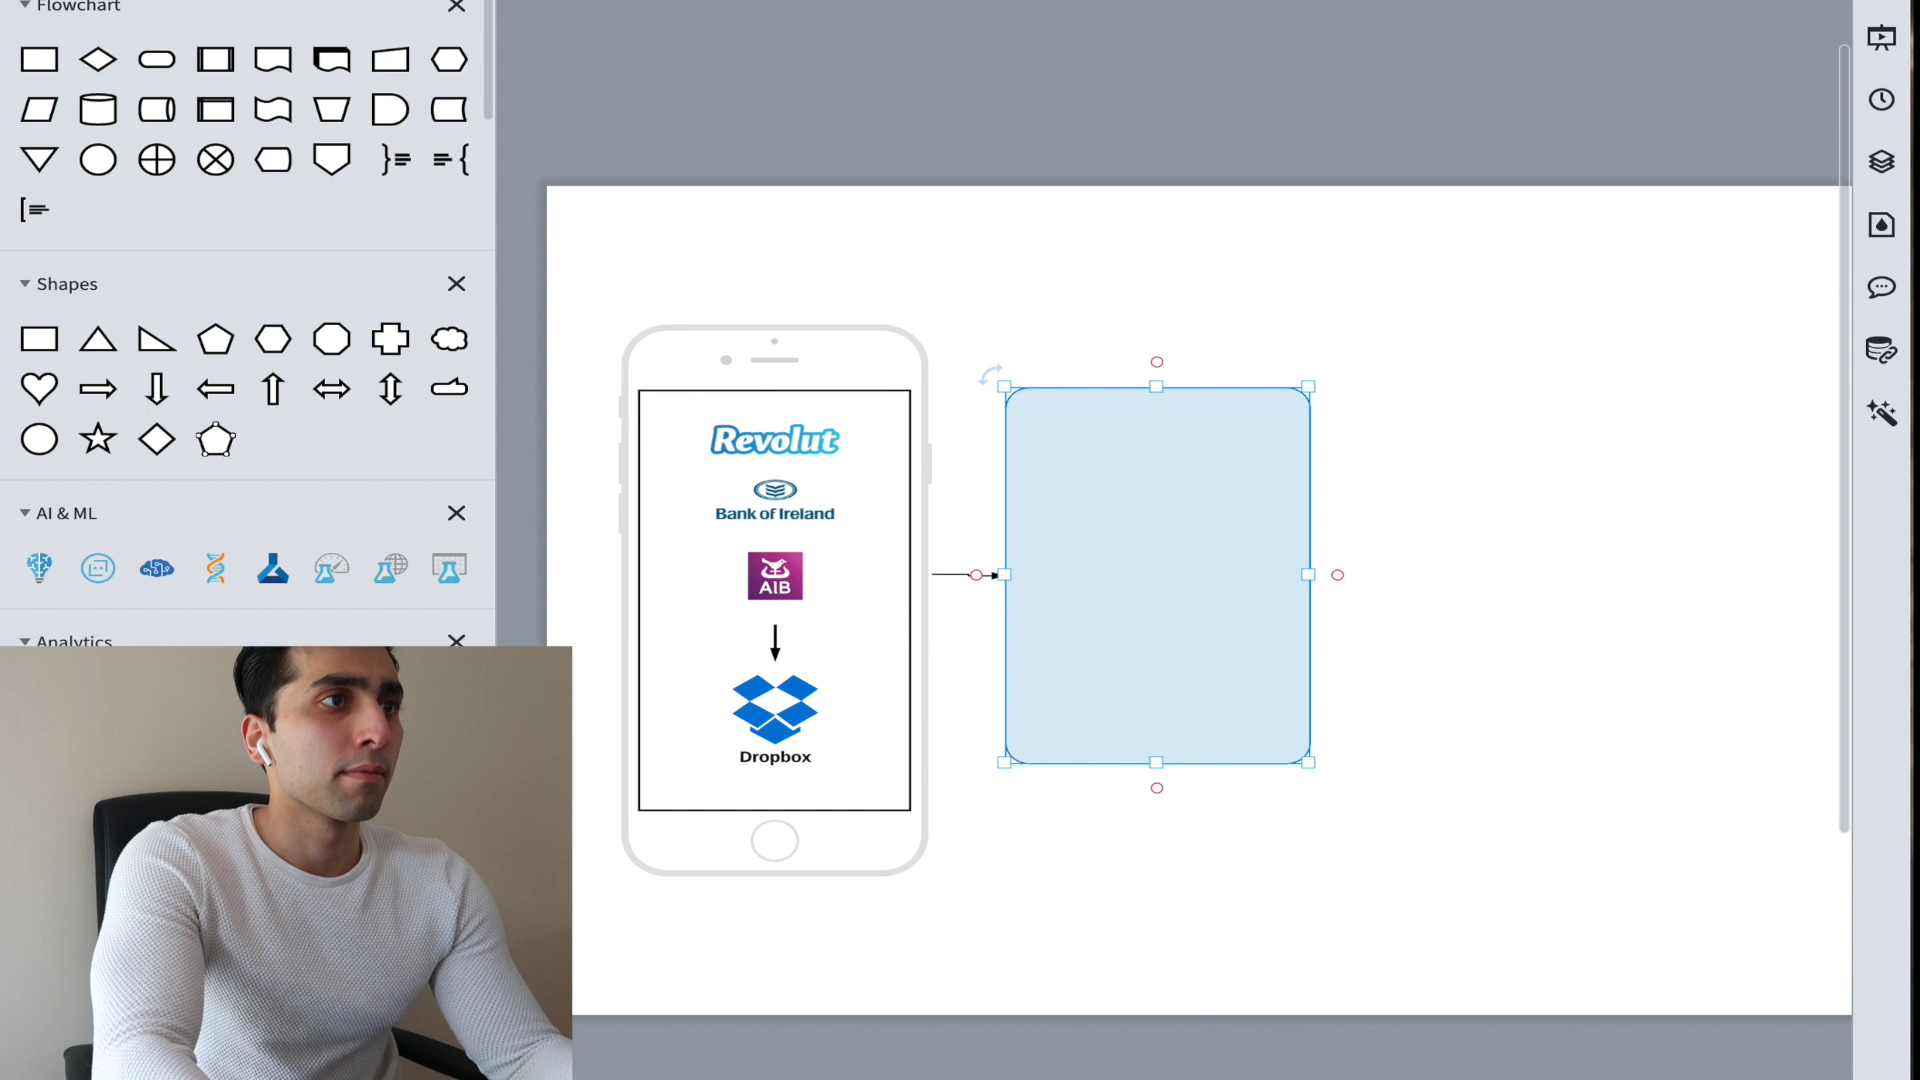 Flowchart
Shapes
AI & ML
Analytics
Revolut
Bank of Ireland
AIB
Dropbox